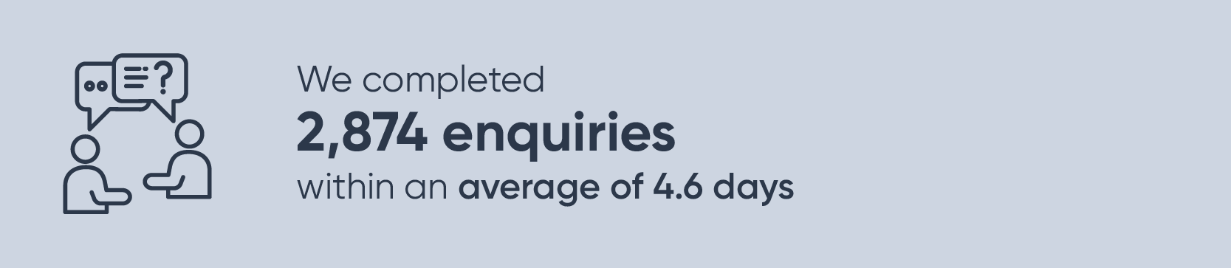 We completed
2,874 enquiries
within an average of 4.6 days